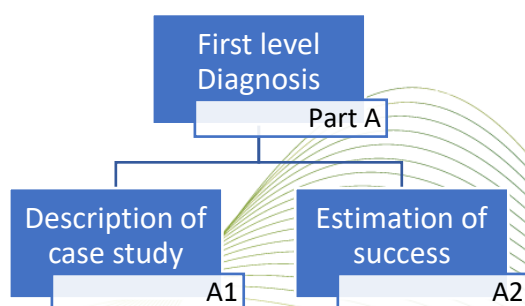 First level
Diagnosis
Part A
Description of
case study
A1
Estimation of
success
A2